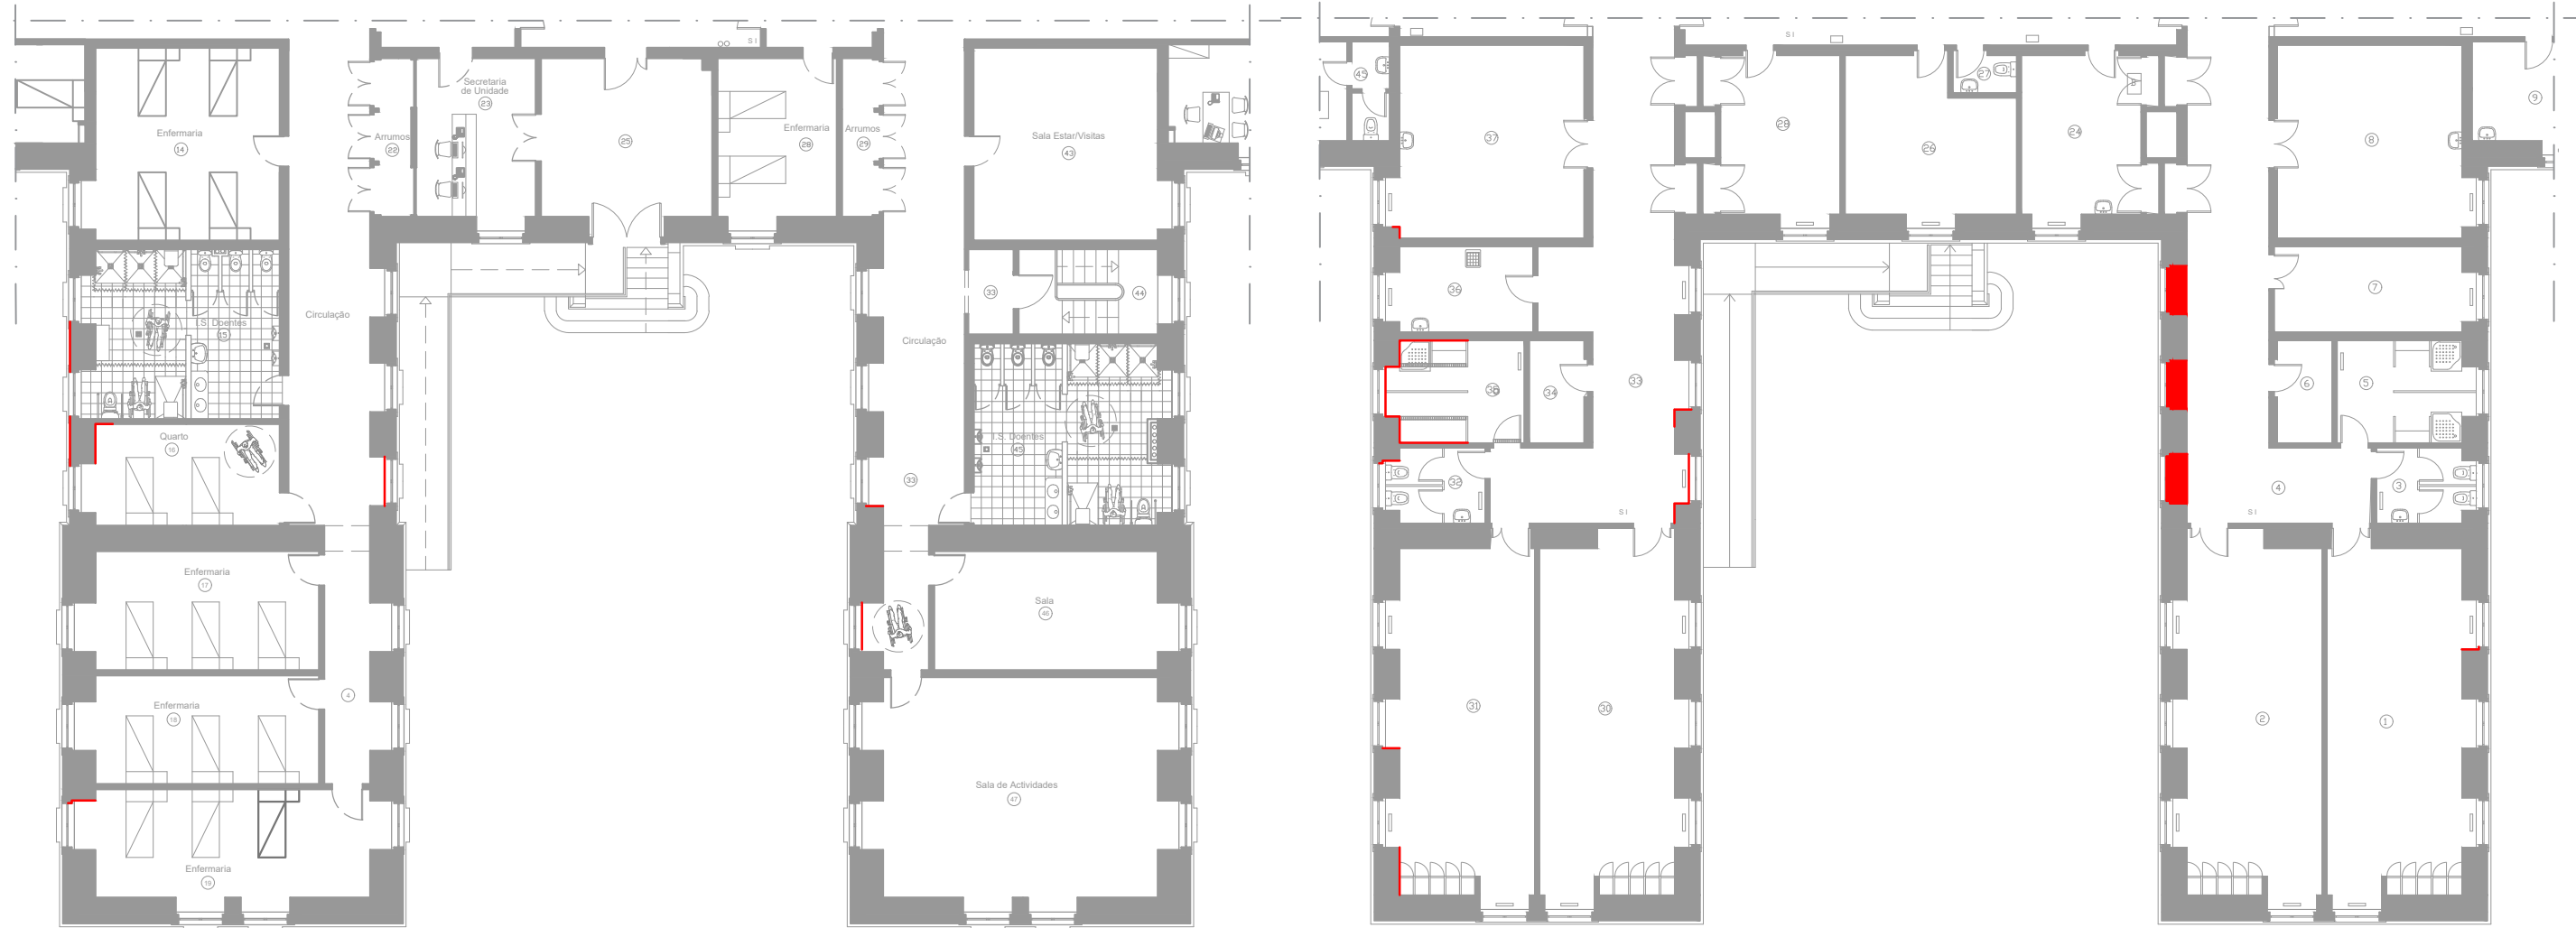 S I
S I
Secretaria
de Unidade
23
45
27
9
Enfermaria
14
Arrumos
22
25
Enfermaria
28
Arrumos
29
Sala Estar/Visitas
43
37
28
26
24
8
Circulação
I.S. Doentes
15
33
44
Circulação
36
7
33
34
6
5
Quarto
16
I.S. Doentes
45
33
32
4
3
S I
S I
Enfermaria
17
Sala
46
Enfermaria
18
4
31
30
2
1
Sala de Actividades
47
Enfermaria
19